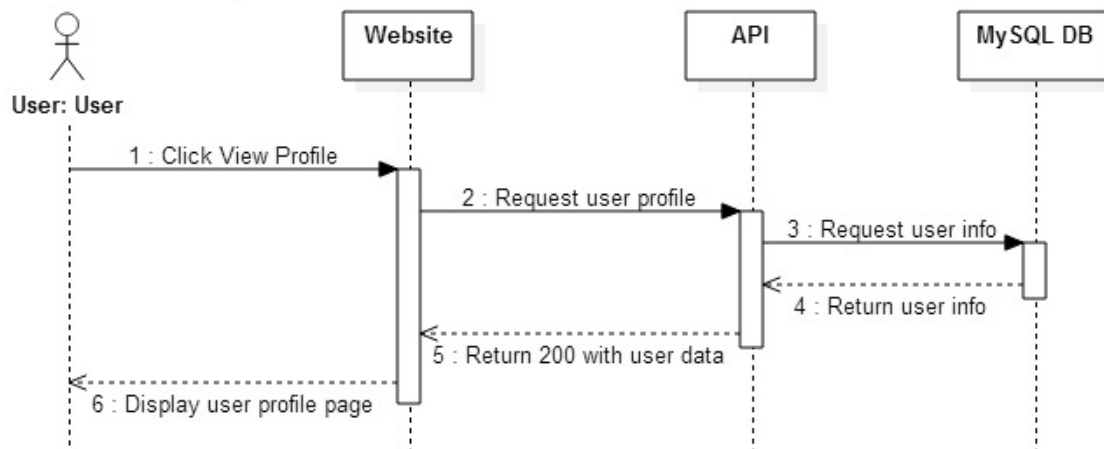 Website
API
MySQL DB
User: User
1 : Click View Profile
2 : Request user profile
3 : Request user info
4 : Return user info
5 : Return 200 with user data
6 : Display user profile page